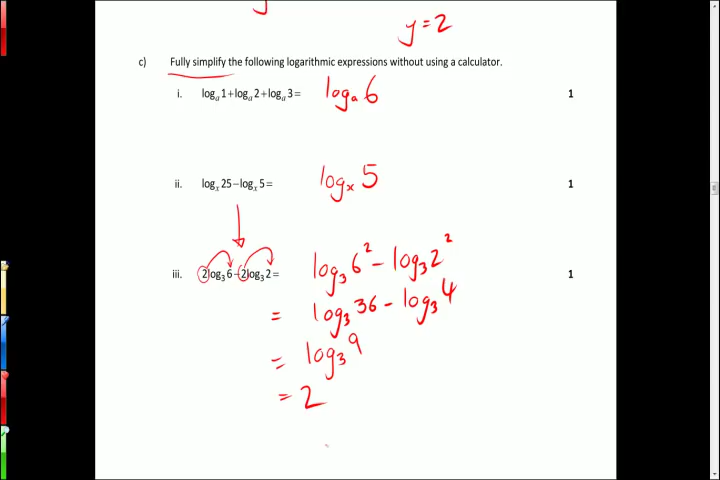 y = 2
c) Fully simplify the following logarithmic expressions without using a calculator.
i. logₐ1 + logₐ2 + logₐ3 = logₐ 6 1
ii. logₓ25 – logₓ5 = logₓ 5 1
iii. 2log₃6 – 2log₃2 = log₃ 6² – log₃ 2² 1
= log₃ 36 – log₃ 4
= log₃ 9
= 2